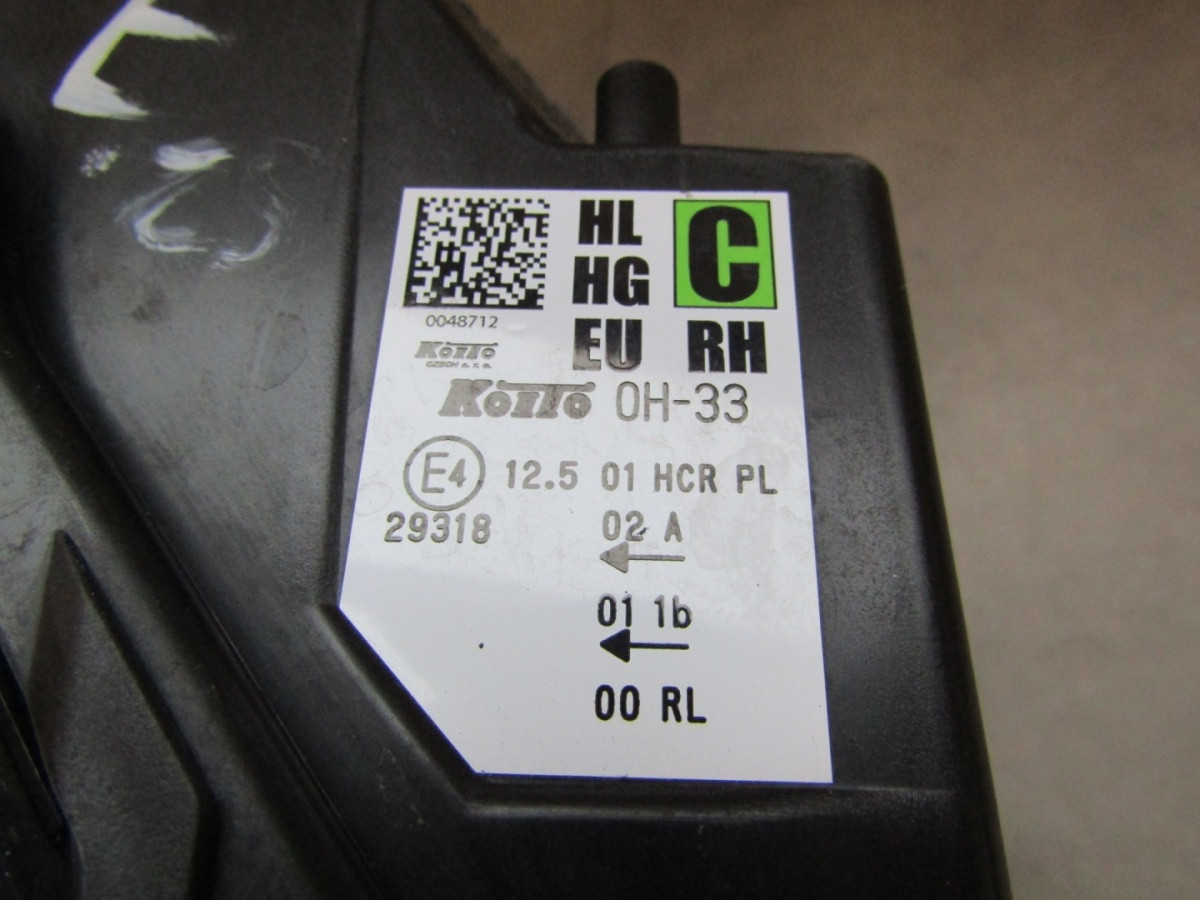 HL C
HG
EU RH
0048712
KOITO
CZECH s.r.o.
KOITO 0H-33
E4 12.5 01 HCR PL
29318 02 A
01 1b
00 RL